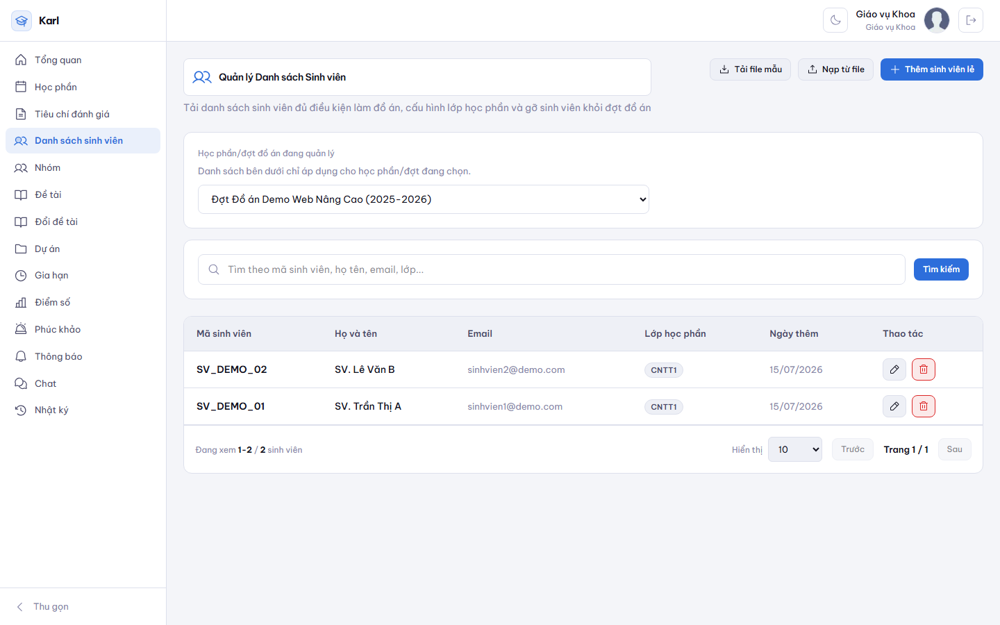 Karl
Giáo vụ Khoa
Giáo vụ Khoa
Tổng quan
Học phần
Tiêu chí đánh giá
Danh sách sinh viên
Nhóm
Đề tài
Đổi đề tài
Dự án
Gia hạn
Điểm số
Phúc khảo
Thông báo
Chat
Nhật ký
Thu gọn
Quản lý Danh sách Sinh viên
Tải file mẫu
Nạp từ file
Thêm sinh viên lẻ
Tải danh sách sinh viên đủ điều kiện làm đồ án, cấu hình lớp học phần và gỡ sinh viên khỏi đợt đồ án
Học phần/đợt đồ án đang quản lý
Danh sách bên dưới chỉ áp dụng cho học phần/đợt đang chọn.
Đợt Đồ án Demo Web Nâng Cao (2025-2026)
Tìm theo mã sinh viên, họ tên, email, lớp...
Tìm kiếm
Mã sinh viên Họ và tên Email Lớp học phần Ngày thêm Thao tác
SV_DEMO_02 SV. Lê Văn B sinhvien2@demo.com CNTT1 15/07/2026
SV_DEMO_01 SV. Trần Thị A sinhvien1@demo.com CNTT1 15/07/2026
Đang xem 1-2 / 2 sinh viên
Hiển thị 10 Trước Trang 1 / 1 Sau